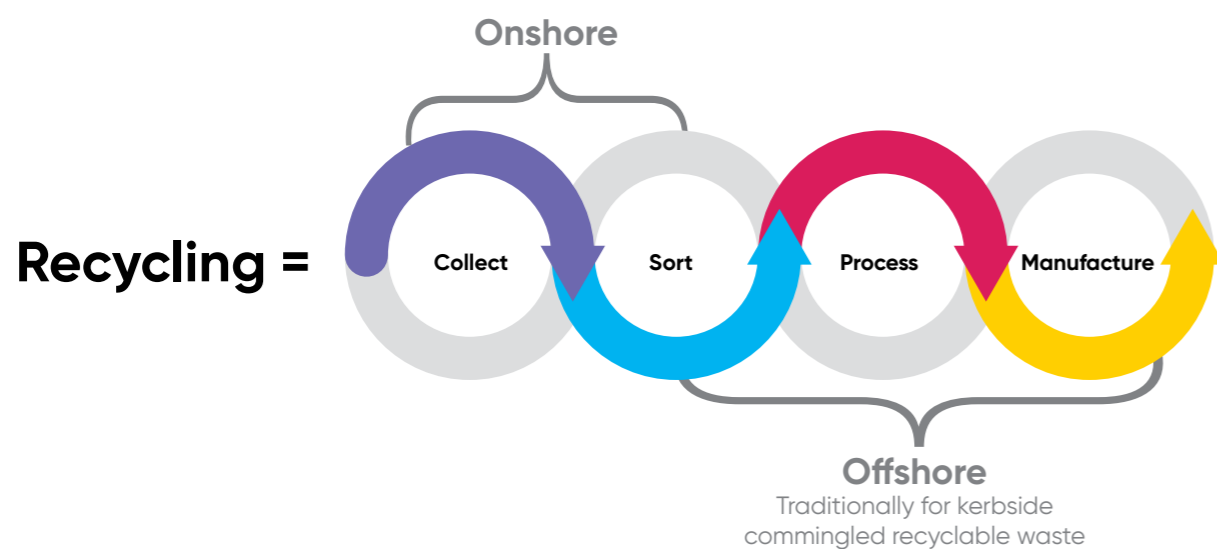 Onshore
Recycling =
Collect
Sort
Process
Manufacture
Offshore
Traditionally for kerbside
commingled recyclable waste